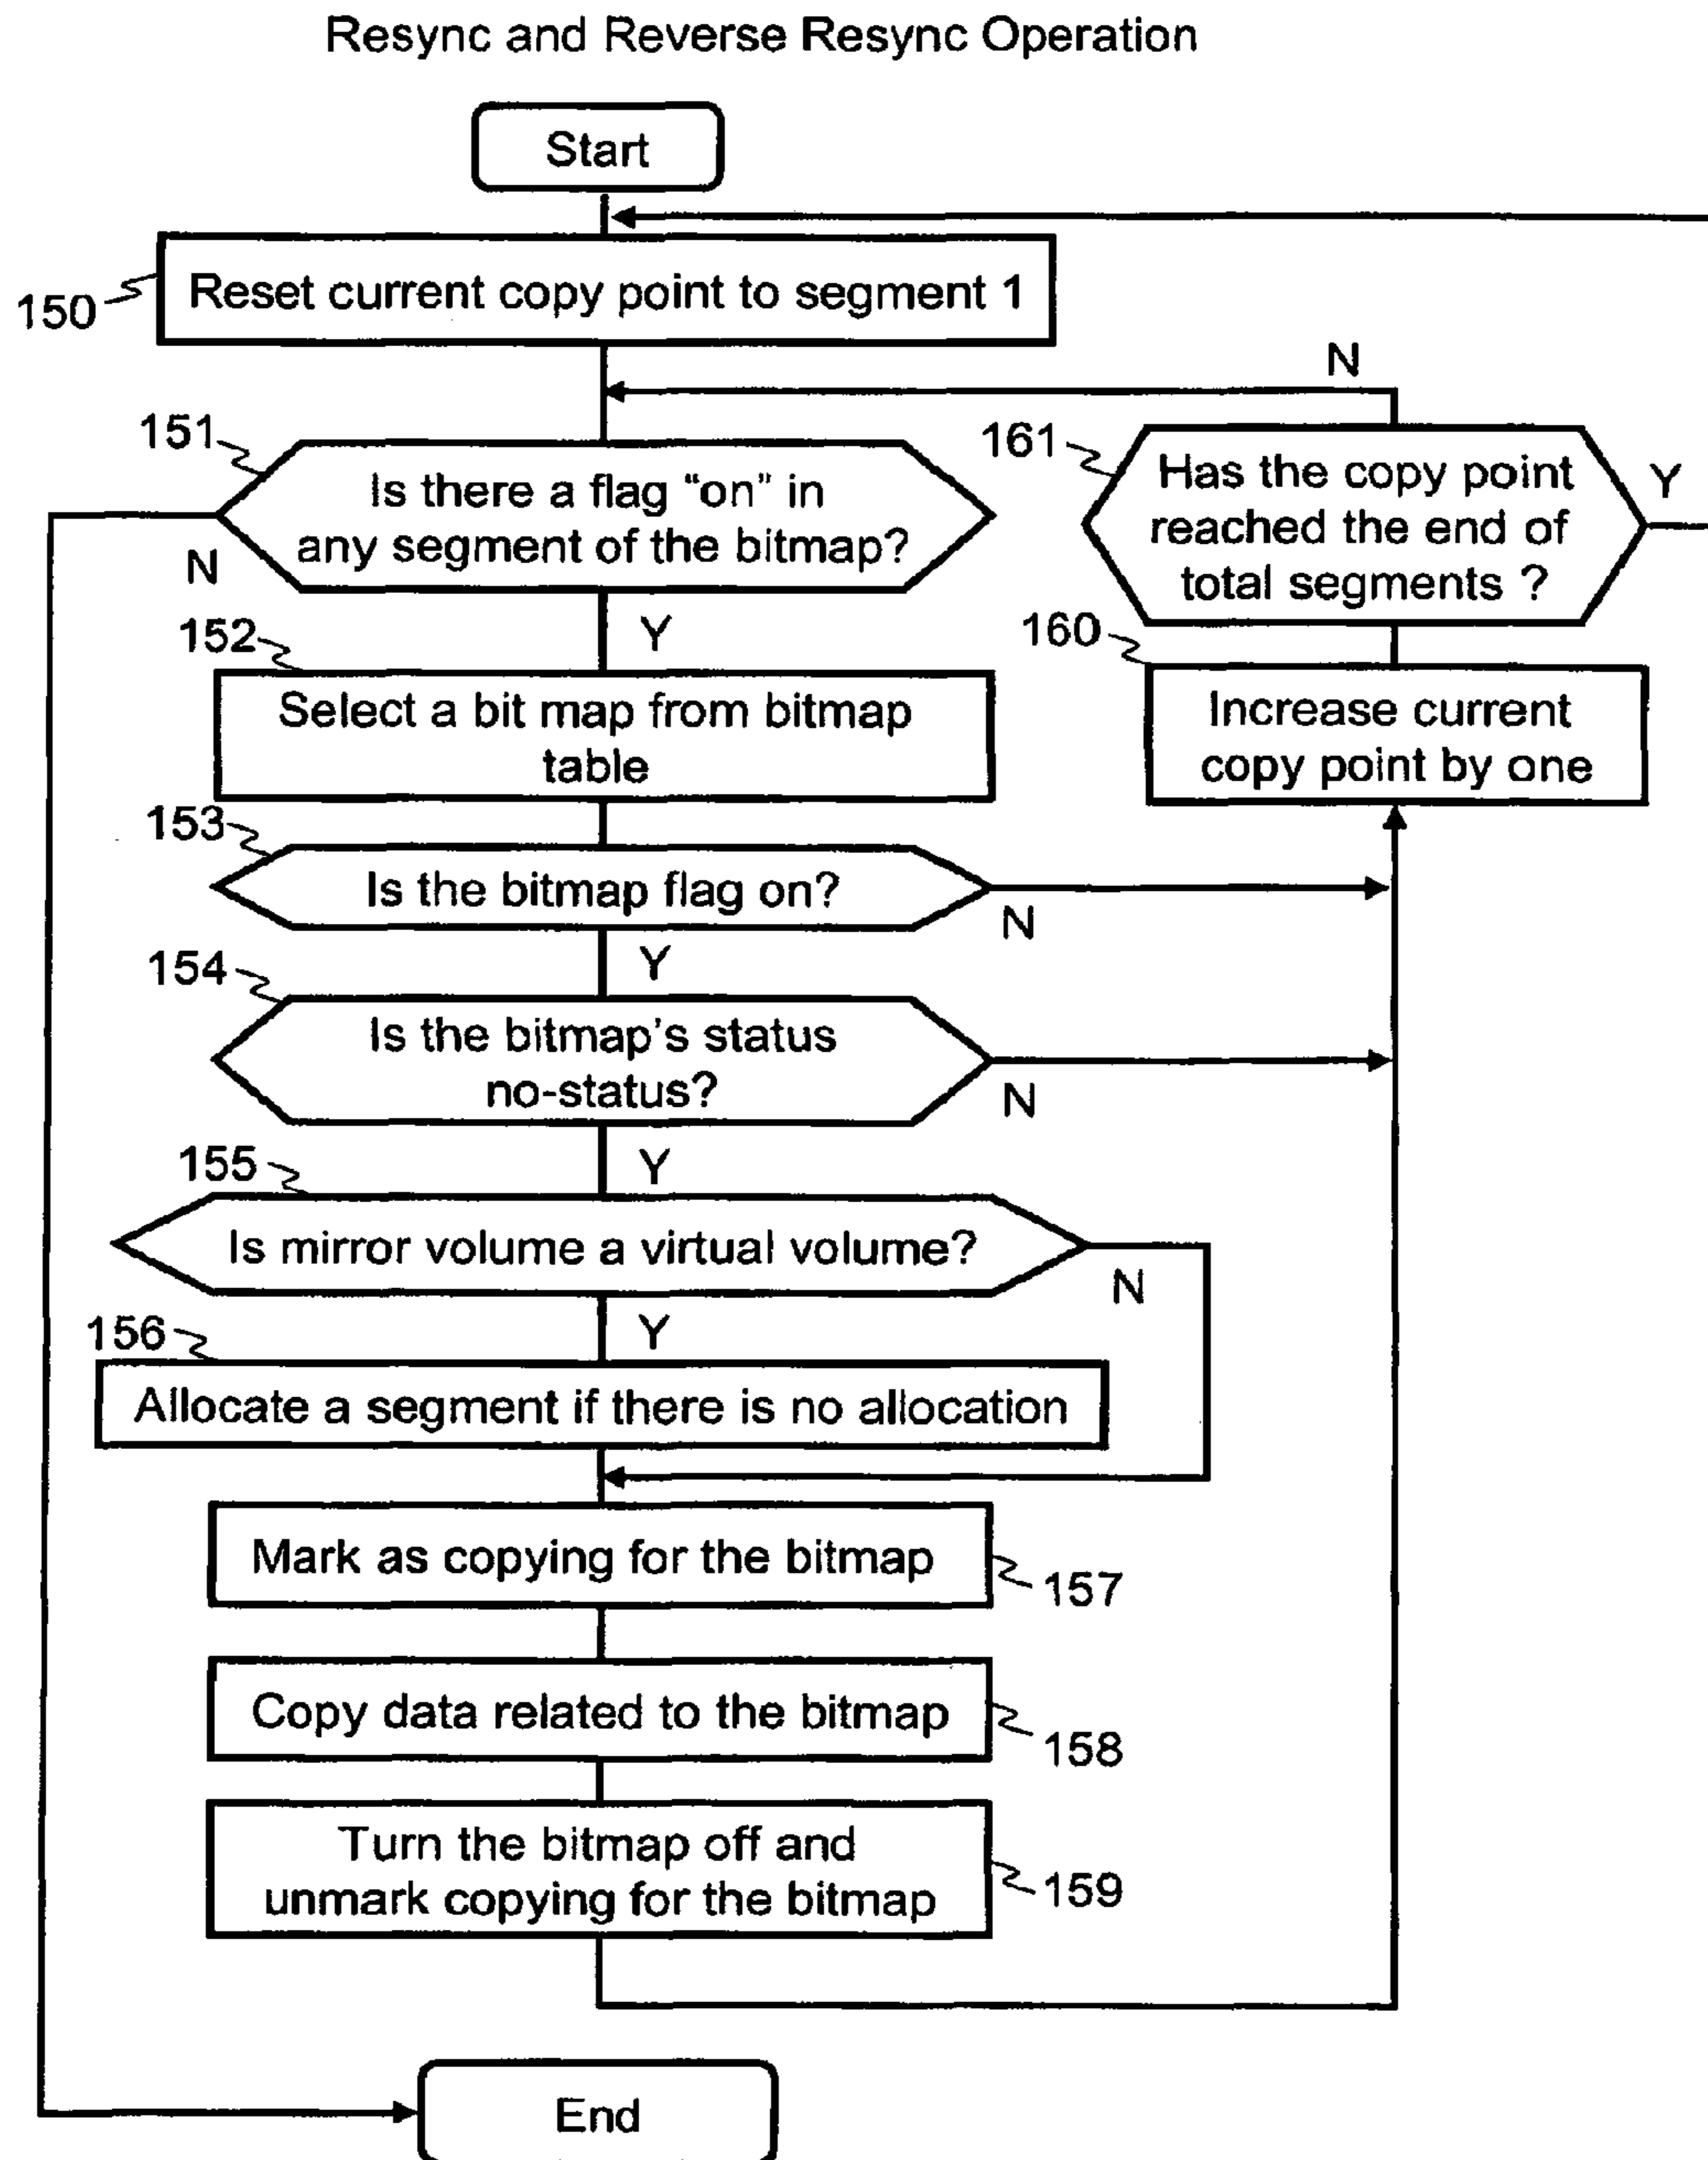 Resync and Reverse Resync Operation
Start
150
Reset current copy point to segment 1
N
151
Is there a flag “on” in
any segment of the bitmap?
N
Y
161
Has the copy point
reached the end of
total segments ?
Y
152
Select a bit map from bitmap
table
160
Increase current
copy point by one
153
Is the bitmap flag on?
N
Y
154
Is the bitmap’s status
no-status?
N
Y
155
Is mirror volume a virtual volume?
N
Y
156
Allocate a segment if there is no allocation
Mark as copying for the bitmap
157
Copy data related to the bitmap
158
Turn the bitmap off and
unmark copying for the bitmap
159
End